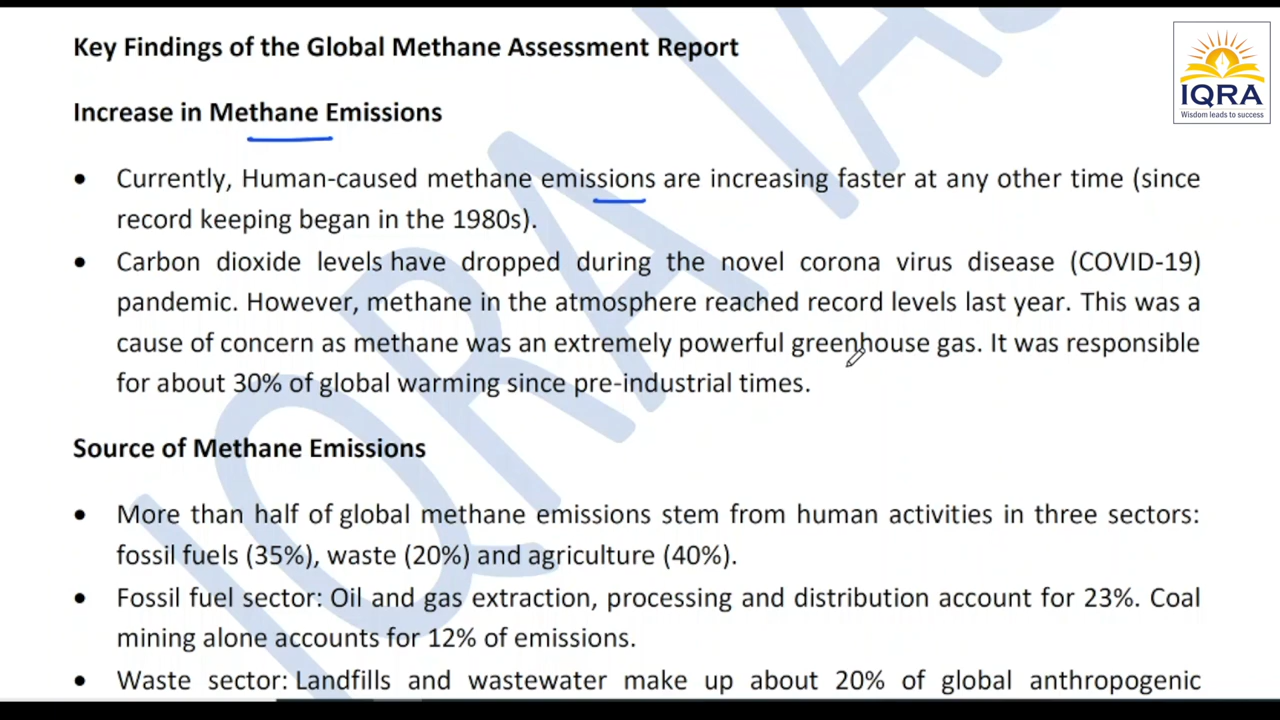 Key Findings of the Global Methane Assessment Report
IQRA
Wisdom leads to success
Increase in Methane Emissions
• Currently, Human-caused methane emissions are increasing faster at any other time (since
record keeping began in the 1980s).
• Carbon dioxide levels have dropped during the novel corona virus disease (COVID-19)
pandemic. However, methane in the atmosphere reached record levels last year. This was a
cause of concern as methane was an extremely powerful greenhouse gas. It was responsible
for about 30% of global warming since pre-industrial times.
Source of Methane Emissions
• More than half of global methane emissions stem from human activities in three sectors:
fossil fuels (35%), waste (20%) and agriculture (40%).
• Fossil fuel sector: Oil and gas extraction, processing and distribution account for 23%. Coal
mining alone accounts for 12% of emissions.
• Waste sector: Landfills and wastewater make up about 20% of global anthropogenic
IQRA IAS